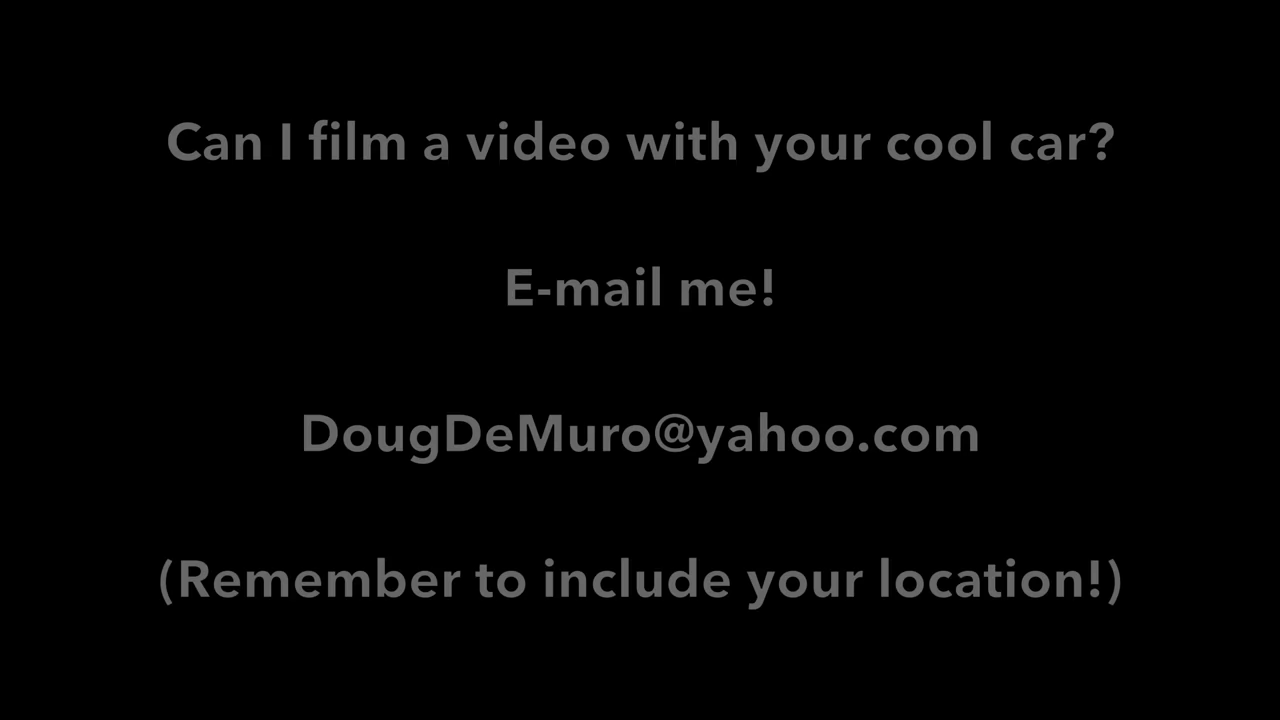 Can I film a video with your cool car?
E-mail me!
DougDeMuro@yahoo.com
(Remember to include your location!)